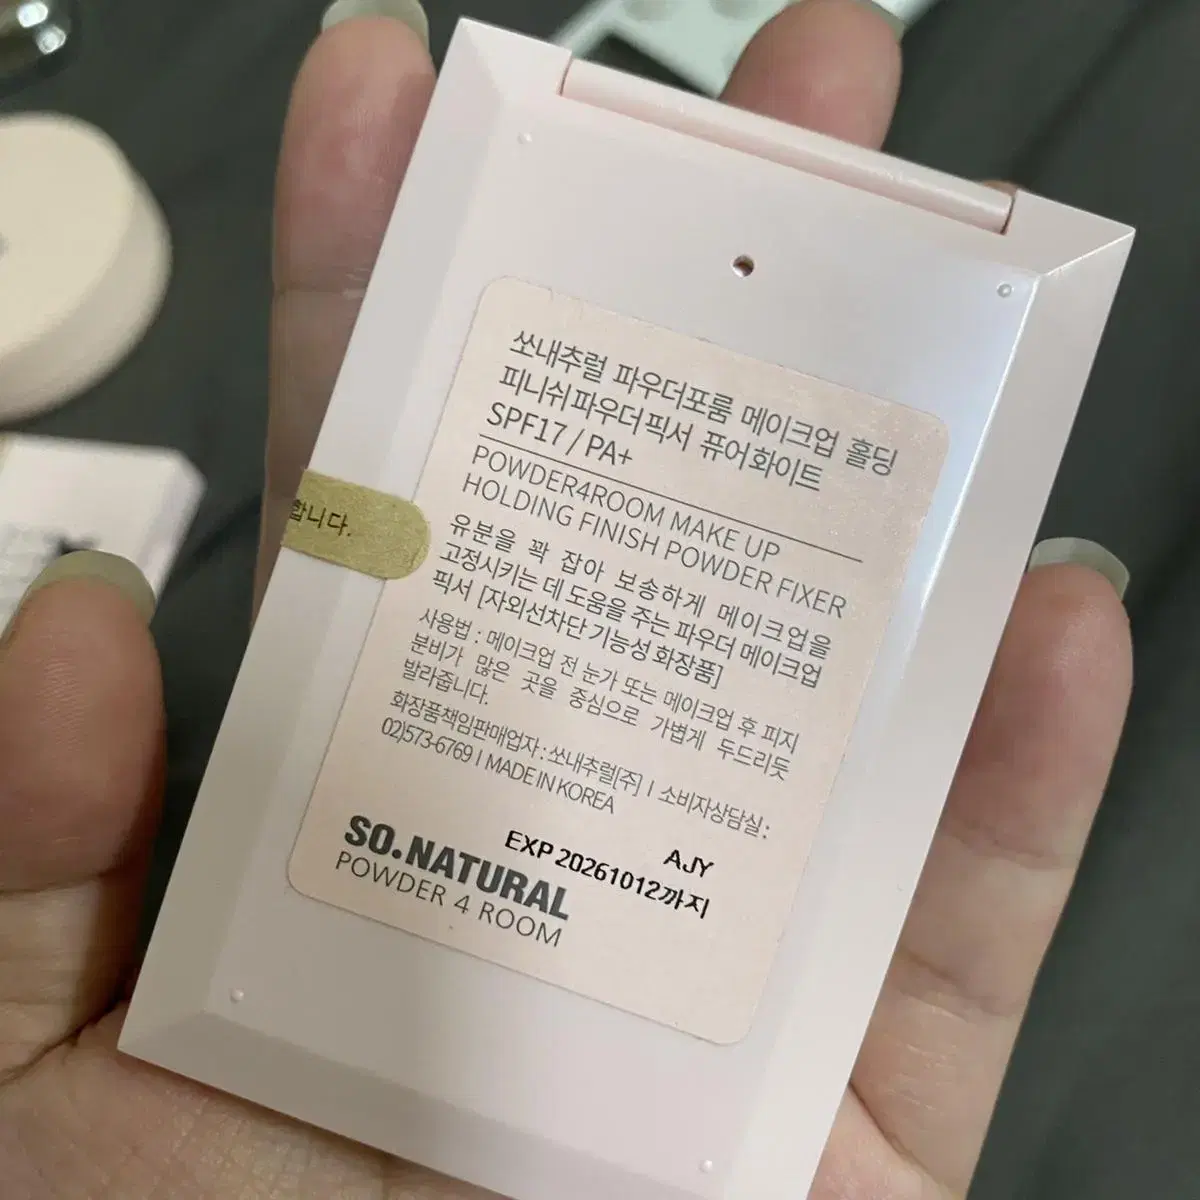 쏘내추럴 파우더포룸 메이크업 홀딩
피니쉬파우더픽서 퓨어화이트
SPF17 / PA+
POWDER4ROOM MAKE UP
HOLDING FINISH POWDER FIXER
유분을 꽉 잡아 보송하게 메이크업을
고정시키는 데 도움을 주는 파우더 메이크업
픽서 [자외선차단 기능성 화장품]
사용법 : 메이크업 전 눈가 또는 메이크업 후 피지
분비가 많은 곳을 중심으로 가볍게 두드리듯
발라줍니다.
화장품책임판매업자 : 쏘내추럴[주] I 소비자상담실 :
02)573-6769 I MADE IN KOREA
AJY
EXP 20261012까지
SO.NATURAL
POWDER 4 ROOM
합니다.